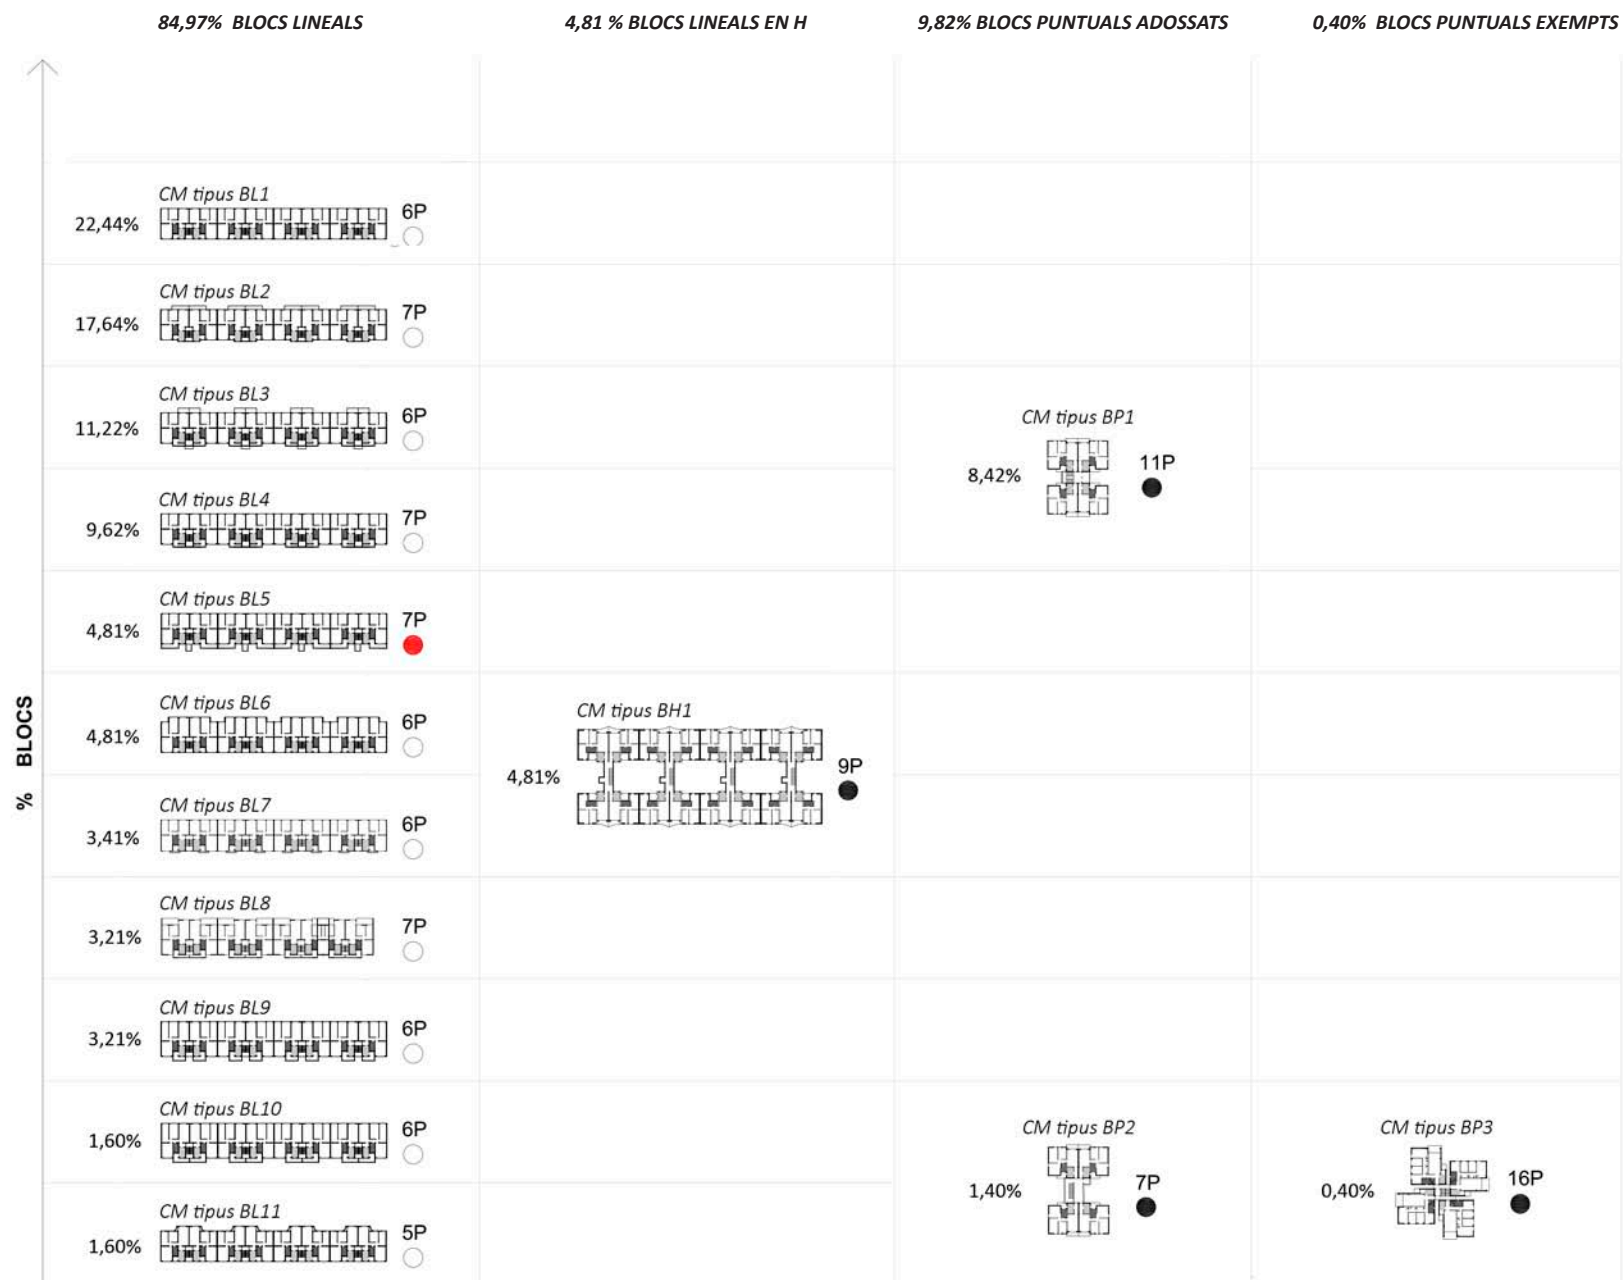 84,97% BLOCS LINEALS
4,81 % BLOCS LINEALS EN H
9,82% BLOCS PUNTUALS ADOSSATS
0,40% BLOCS PUNTUALS EXEMPTS
% BLOCS
CM tipus BL1
22,44%
6P
CM tipus BL2
17,64%
7P
CM tipus BL3
11,22%
6P
CM tipus BP1
8,42%
11P
CM tipus BL4
9,62%
7P
CM tipus BL5
4,81%
7P
CM tipus BL6
4,81%
6P
CM tipus BH1
4,81%
9P
CM tipus BL7
3,41%
6P
CM tipus BL8
3,21%
7P
CM tipus BL9
3,21%
6P
CM tipus BL10
1,60%
6P
CM tipus BP2
1,40%
7P
CM tipus BP3
0,40%
16P
CM tipus BL11
1,60%
5P